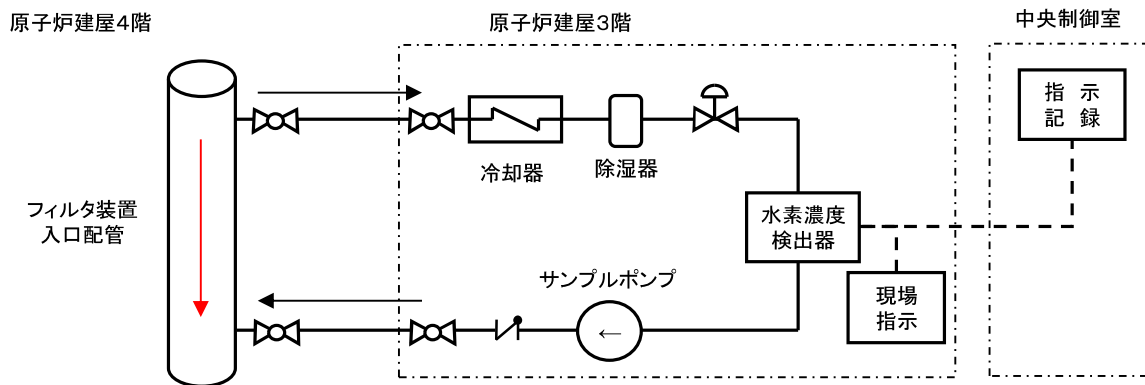 原子炉建屋4階
原子炉建屋3階
中央制御室
指示
記録
冷却器
除湿器
フィルタ装置
入口配管
水素濃度
検出器
サンプルポンプ
現場
指示